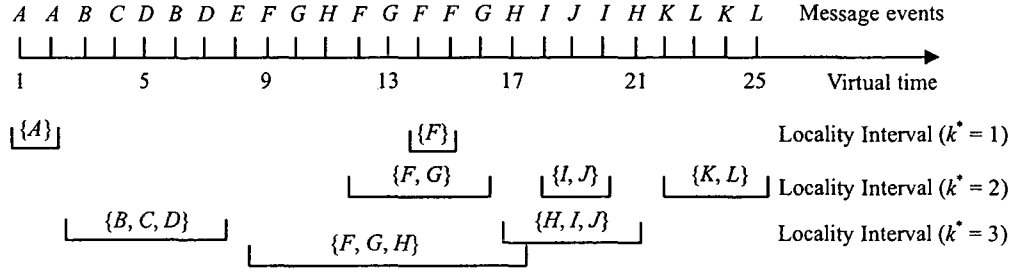 A A B C D B D E F G H F G F F G H I J I H K L K L Message events
1 5 9 13 17 21 25 Virtual time
{A} {F} Locality Interval (k* = 1)
{F, G} {I, J} {K, L} Locality Interval (k* = 2)
{B, C, D} {H, I, J} Locality Interval (k* = 3)
{F, G, H}